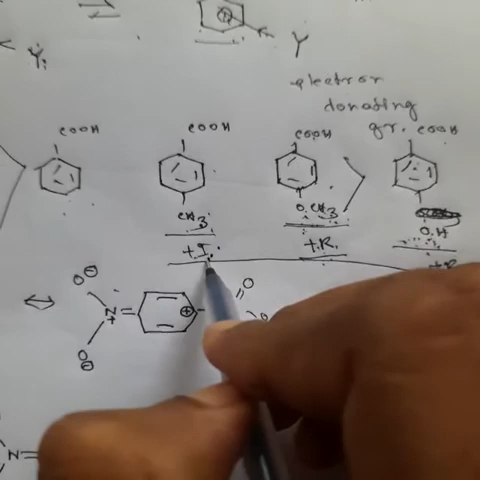 ⊕
Y
< Y
electron
donating
gr.
COOH COOH COOH COOH
>
CH3 O.CH3 O.H
+I. +R. +R
⊖
O O
N+ = ⊕
O
⊖
N=